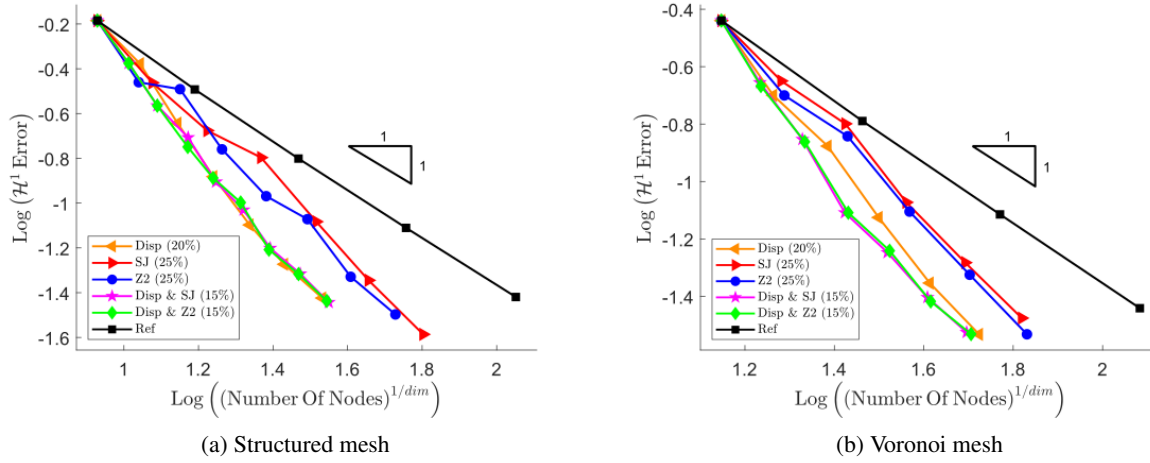 -0.2
-0.4
-0.6
-0.8
-1
-1.2
-1.4
-1.6
Log (ℋ¹ Error)
1
1
Disp (20%)
SJ (25%)
Z2 (25%)
Disp & SJ (15%)
Disp & Z2 (15%)
Ref
1 1.2 1.4 1.6 1.8 2
Log ((Number Of Nodes)^{1/dim})
(a) Structured mesh
-0.4
-0.6
-0.8
-1
-1.2
-1.4
Log (ℋ¹ Error)
1
1
Disp (20%)
SJ (25%)
Z2 (25%)
Disp & SJ (15%)
Disp & Z2 (15%)
Ref
1.2 1.4 1.6 1.8 2
Log ((Number Of Nodes)^{1/dim})
(b) Voronoi mesh